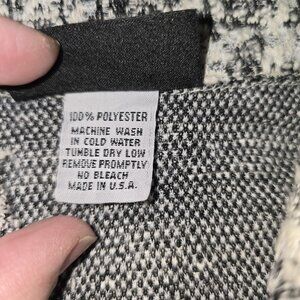 100% POLYESTER
MACHINE WASH
IN COLD WATER
TUMBLE DRY LOW
REMOVE PROMPTLY
NO BLEACH
MADE IN U.S.A.